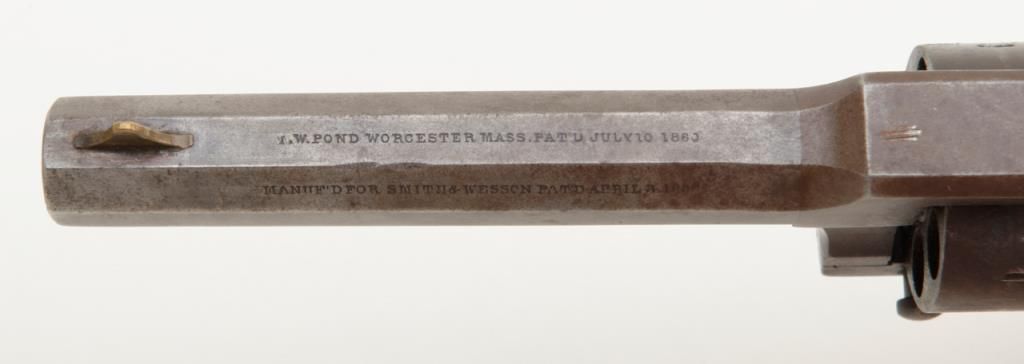 L.W. POND WORCESTER MASS. PAT'D JULY 10 1860
MANUF'D FOR SMITH & WESSON PAT'D APRIL 3.